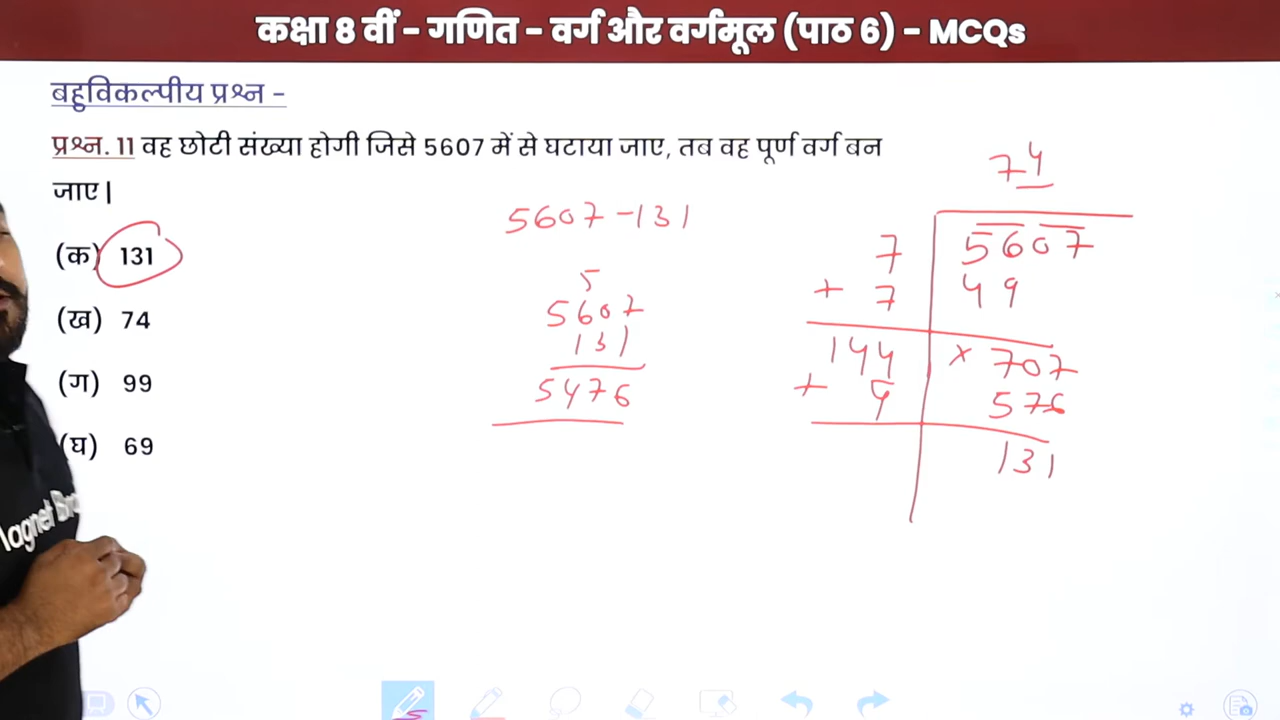 कक्षा 8 वीं - गणित - वर्ग और वर्गमूल (पाठ 6) - MCQs
बहुविकल्पीय प्रश्न -
प्रश्न. 11 वह छोटी संख्या होगी जिसे 5607 में से घटाया जाए, तब वह पूर्ण वर्ग बन
जाए |
(क) 131
(ख) 74
(ग) 99
(घ) 69
5607 - 131
5
5607
131
5476
74
7 5607
+ 7 49
144 × 707
+ 4 576
131